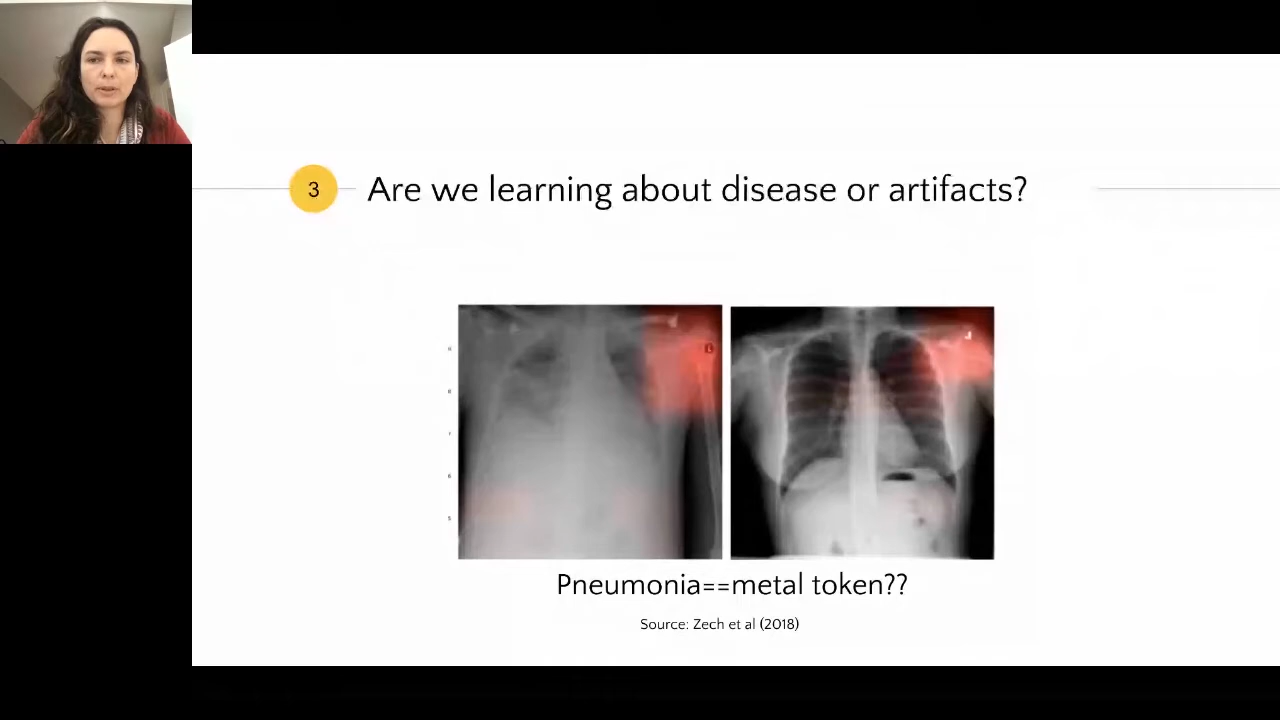 3
Are we learning about disease or artifacts?
Pneumonia==metal token??
Source: Zech et al (2018)